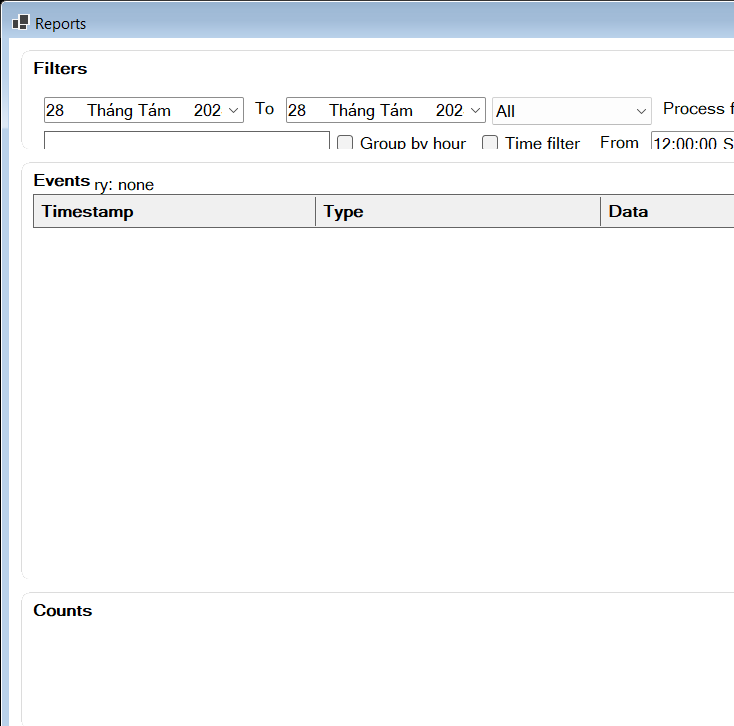 Reports
Filters
28 Tháng Tám 202 To 28 Tháng Tám 202 All Process f
Group by hour Time filter From 12:00:00 S
Events ry: none
Timestamp Type Data
Counts